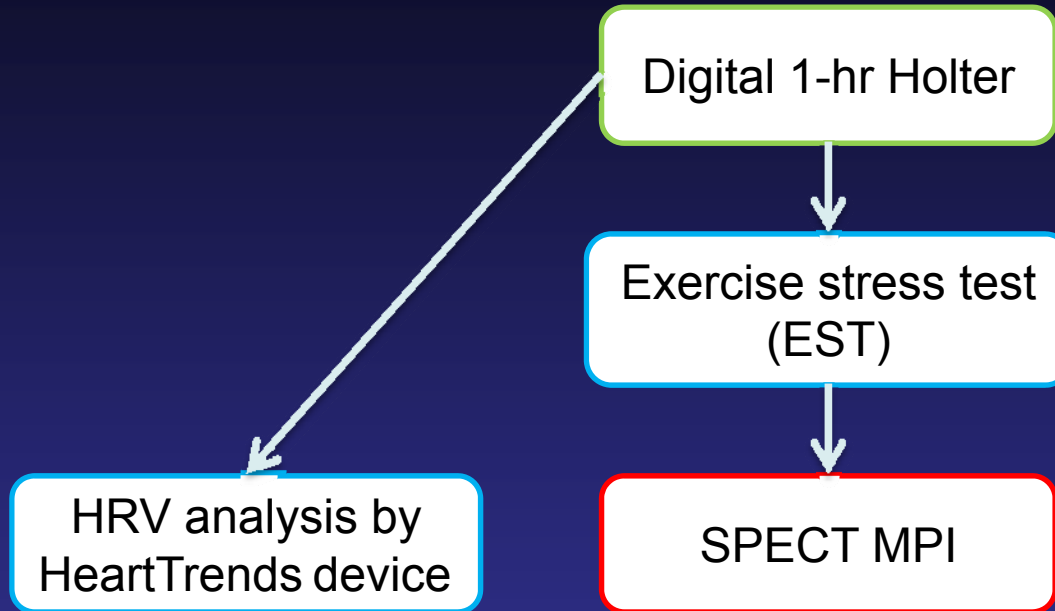 Digital 1-hr Holter
Exercise stress test
(EST)
HRV analysis by
HeartTrends device
SPECT MPI